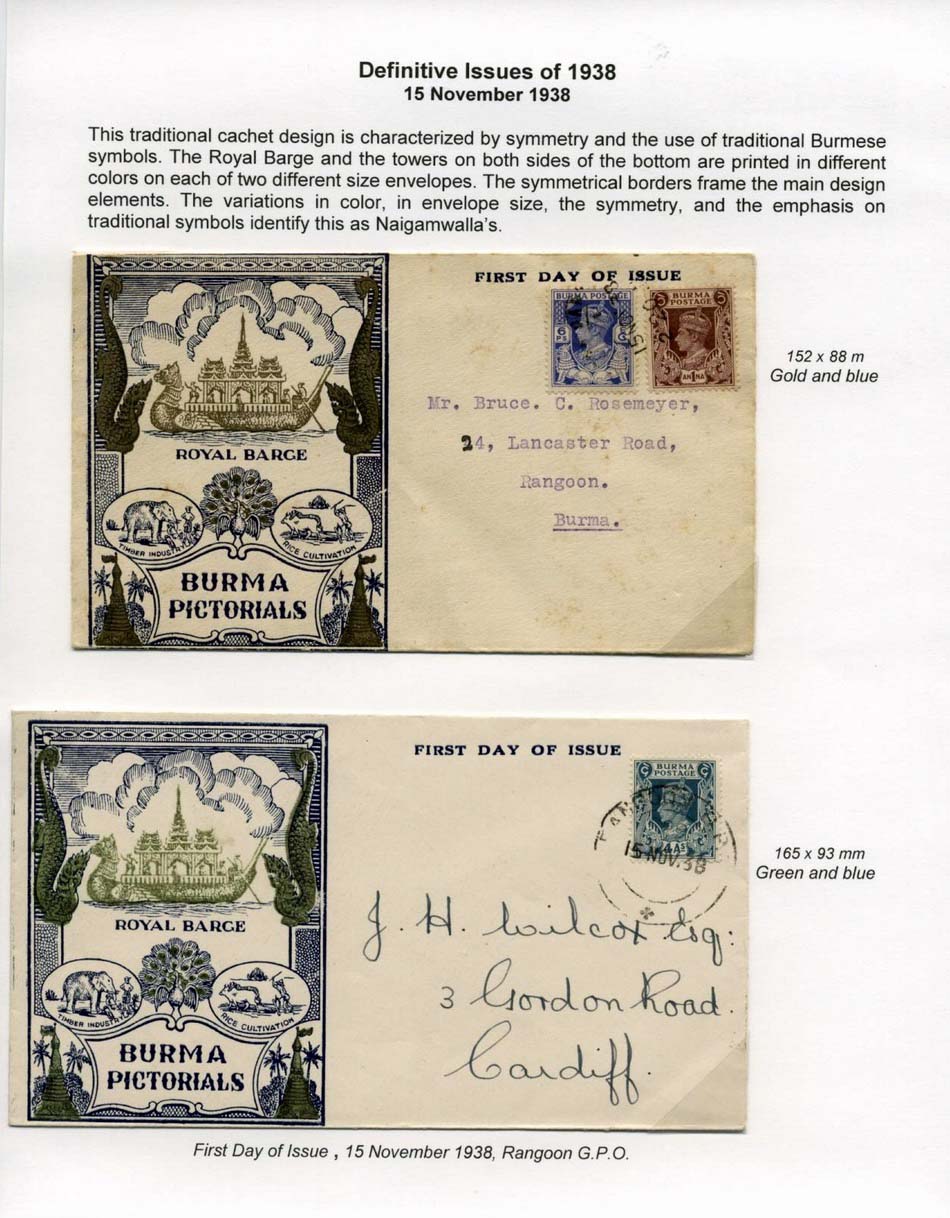 Definitive Issues of 1938
15 November 1938
This traditional cachet design is characterized by symmetry and the use of traditional Burmese
symbols. The Royal Barge and the towers on both sides of the bottom are printed in different
colors on each of two different size envelopes. The symmetrical borders frame the main design
elements. The variations in color, in envelope size, the symmetry, and the emphasis on
traditional symbols identify this as Naigamwalla's.
FIRST DAY OF ISSUE
BURMA POSTAGE
6 PS
BURMA
POSTAGE
AN1NA
152 x 88 m
Gold and blue
Mr. Bruce. C. Rosemeyer,
24, Lancaster Road,
Rangoon.
Burma.
ROYAL BARGE
TIMBER INDUSTRY
RICE CULTIVATION
BURMA
PICTORIALS
FIRST DAY OF ISSUE
BURMA
POSTAGE
4 AS
15 NOV. 38
165 x 93 mm
Green and blue
J. H. Wilcox Esq:
3 Gordon Road.
Cardiff.
ROYAL BARGE
TIMBER INDUSTRY
RICE CULTIVATION
BURMA
PICTORIALS
First Day of Issue , 15 November 1938, Rangoon G.P.O.